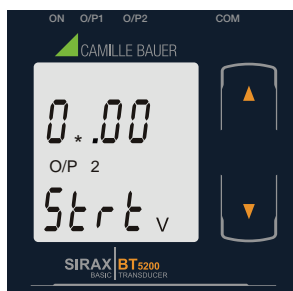 ON O/P1 O/P2 COM
CAMILLE BAUER
0*.00
O/P 2
Strt V
SIRAX BT5200
BASIC TRANSDUCER